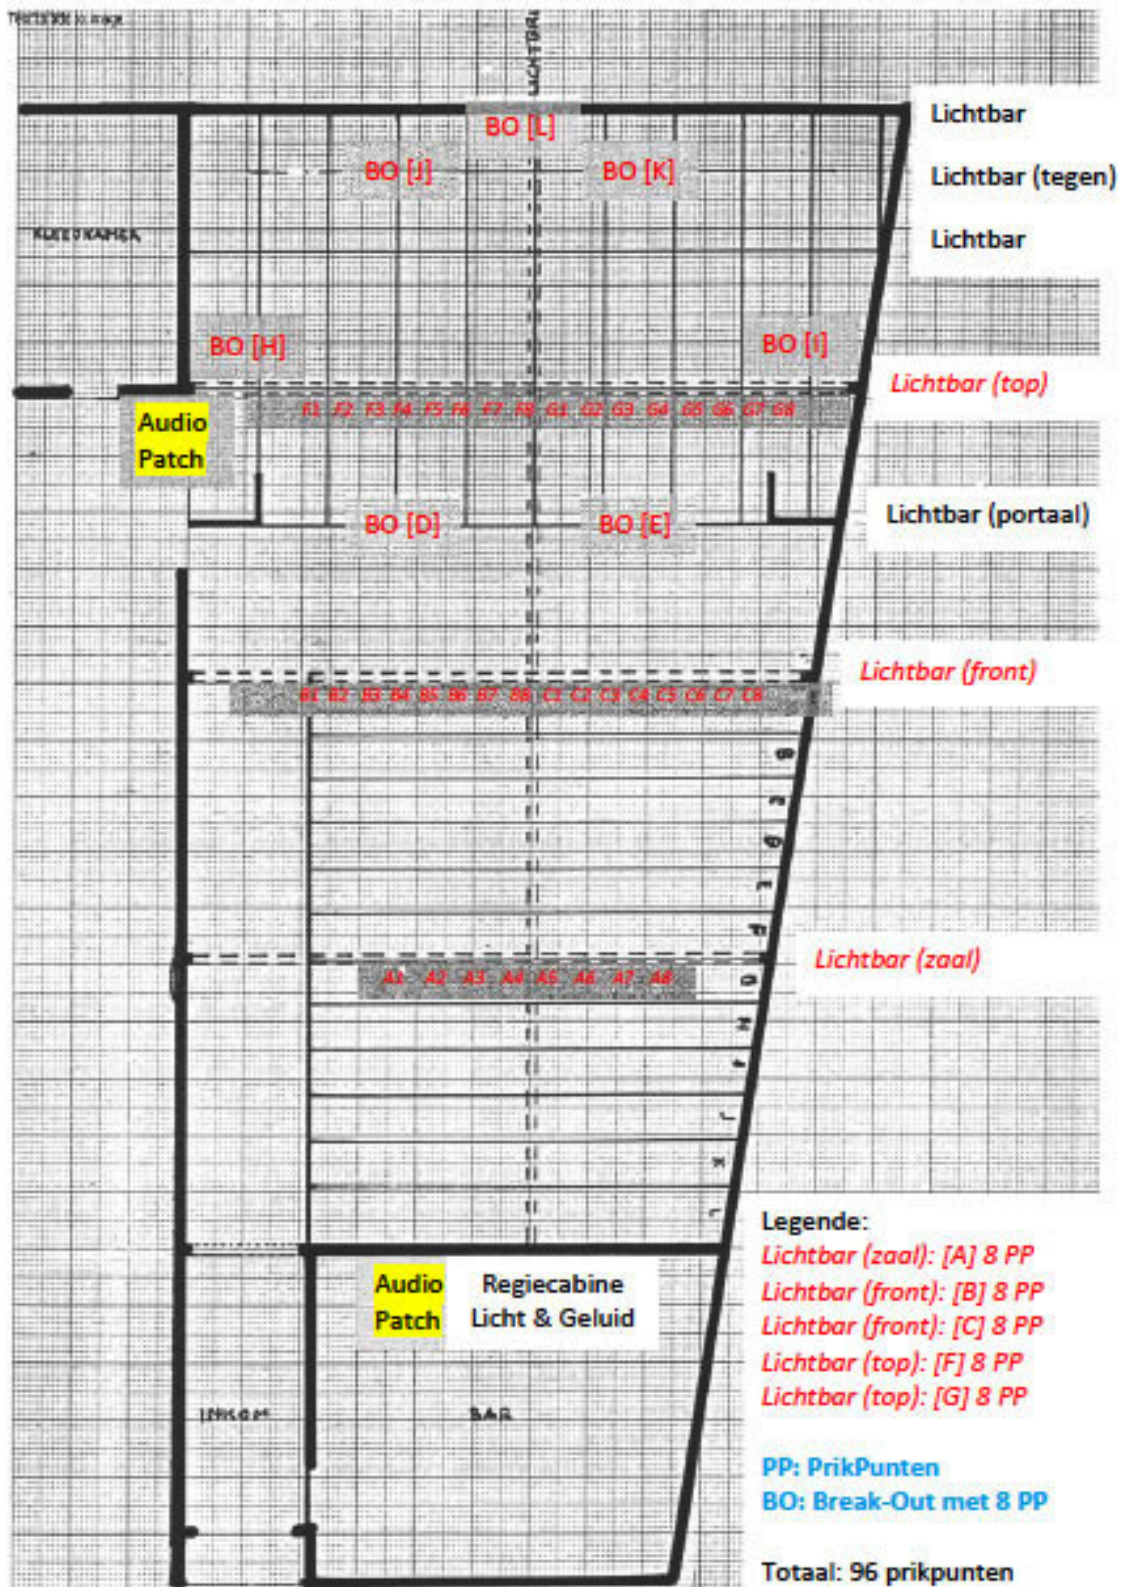 LICHTBAR
Lichtbar
BO [L]
BO [J]
BO [K]
Lichtbar (tegen)
KLEEDKAMER
Lichtbar
BO [H]
BO [I]
Lichtbar (top)
F1 F2 F3 F4 F5 F6 F7 F8 G1 G2 G3 G4 G5 G6 G7 G8
Audio
Patch
BO [D]
BO [E]
Lichtbar (portaal)
Lichtbar (front)
B1 B2 B3 B4 B5 B6 B7 B8 C1 C2 C3 C4 C5 C6 C7 C8
B
C
D
E
F
Lichtbar (zaal)
A1 A2 A3 A4 A5 A6 A7 A8
G
H
J
K
L
Audio
Patch
Regiecabine
Licht & Geluid
INKOM
BAR
Legende:
Lichtbar (zaal): [A] 8 PP
Lichtbar (front): [B] 8 PP
Lichtbar (front): [C] 8 PP
Lichtbar (top): [F] 8 PP
Lichtbar (top): [G] 8 PP
PP: PrikPunten
BO: Break-Out met 8 PP
Totaal: 96 prikpunten